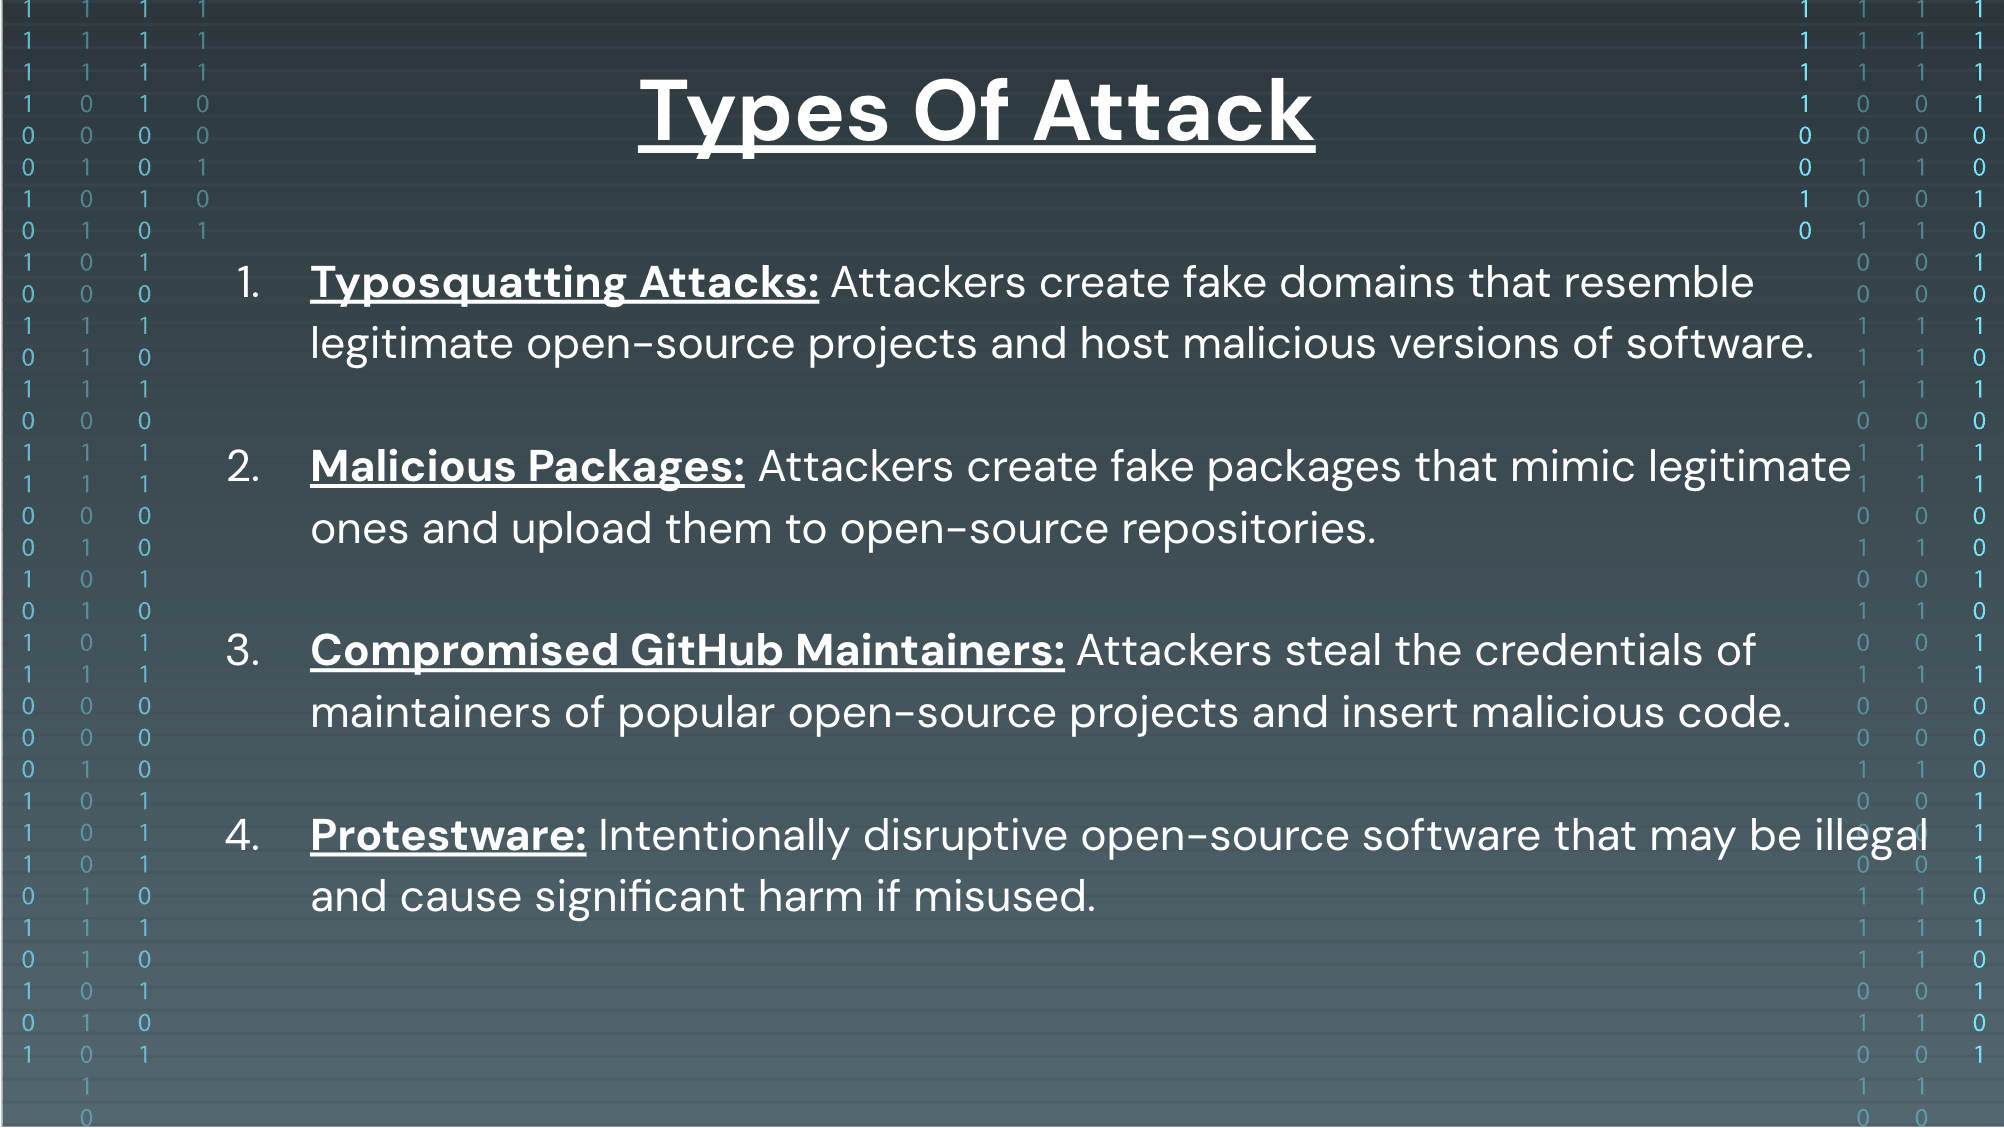 Types Of Attack
1. Typosquatting Attacks: Attackers create fake domains that resemble
legitimate open-source projects and host malicious versions of software.
2. Malicious Packages: Attackers create fake packages that mimic legitimate
ones and upload them to open-source repositories.
3. Compromised GitHub Maintainers: Attackers steal the credentials of
maintainers of popular open-source projects and insert malicious code.
4. Protestware: Intentionally disruptive open-source software that may be illegal
and cause significant harm if misused.